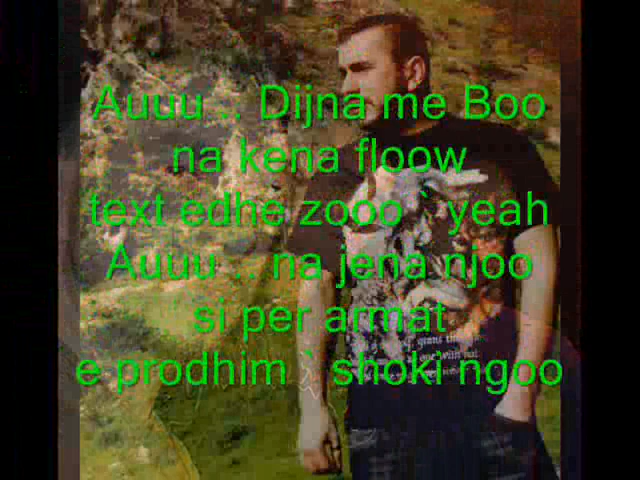 Auuu .. Dijna me Boo
na kena floow
text edhe zooo ` yeah
Auuu .. na jena njoo
si per armat
e prodhim ` shoki ngoo